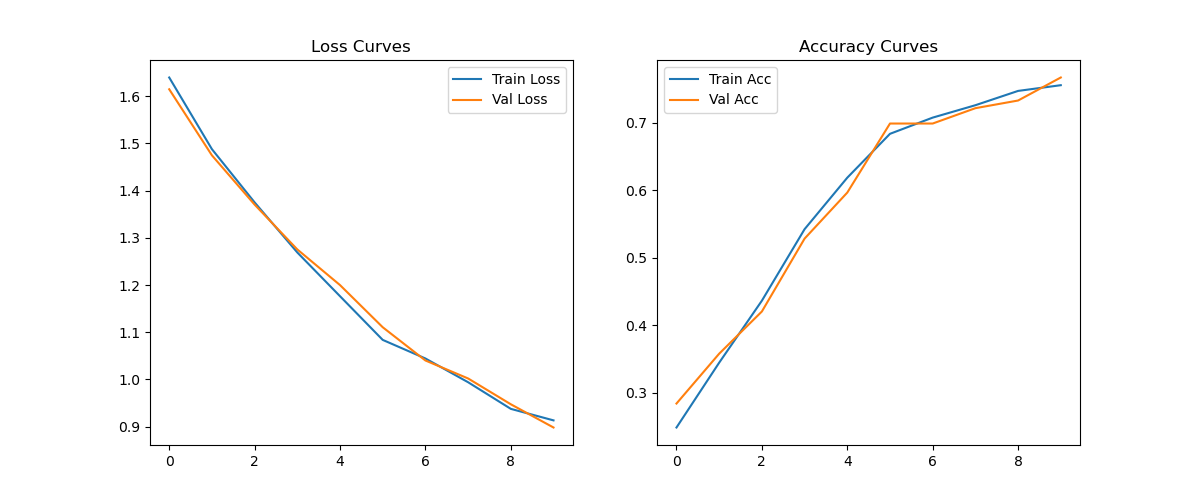 Loss Curves
Train Loss
Val Loss
1.6
1.5
1.4
1.3
1.2
1.1
1.0
0.9
0 2 4 6 8
Accuracy Curves
Train Acc
Val Acc
0.7
0.6
0.5
0.4
0.3
0 2 4 6 8